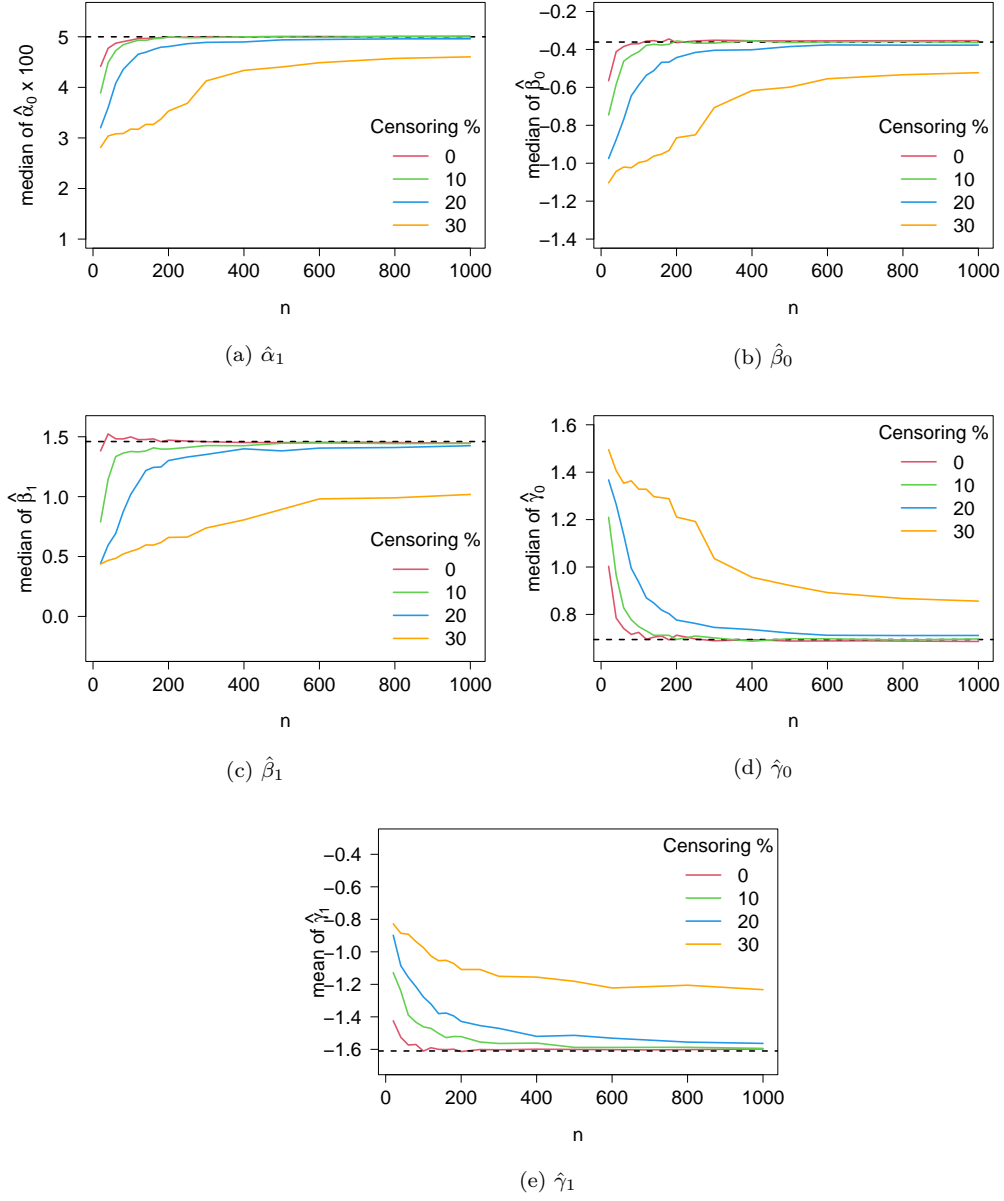 median of α̂₀ x 100
5
4
3
2
1
Censoring %
0
10
20
30
0 200 400 600 800 1000
n
(a) α̂₁
median of β̂₀
−0.2
−0.4
−0.6
−0.8
−1.0
−1.2
−1.4
Censoring %
0
10
20
30
0 200 400 600 800 1000
n
(b) β̂₀
median of β̂₁
1.5
1.0
0.5
0.0
Censoring %
0
10
20
30
0 200 400 600 800 1000
n
(c) β̂₁
median of γ̂₀
1.6
1.4
1.2
1.0
0.8
Censoring %
0
10
20
30
0 200 400 600 800 1000
n
(d) γ̂₀
mean of γ̂₁
−0.4
−0.6
−0.8
−1.0
−1.2
−1.4
−1.6
Censoring %
0
10
20
30
0 200 400 600 800 1000
n
(e) γ̂₁